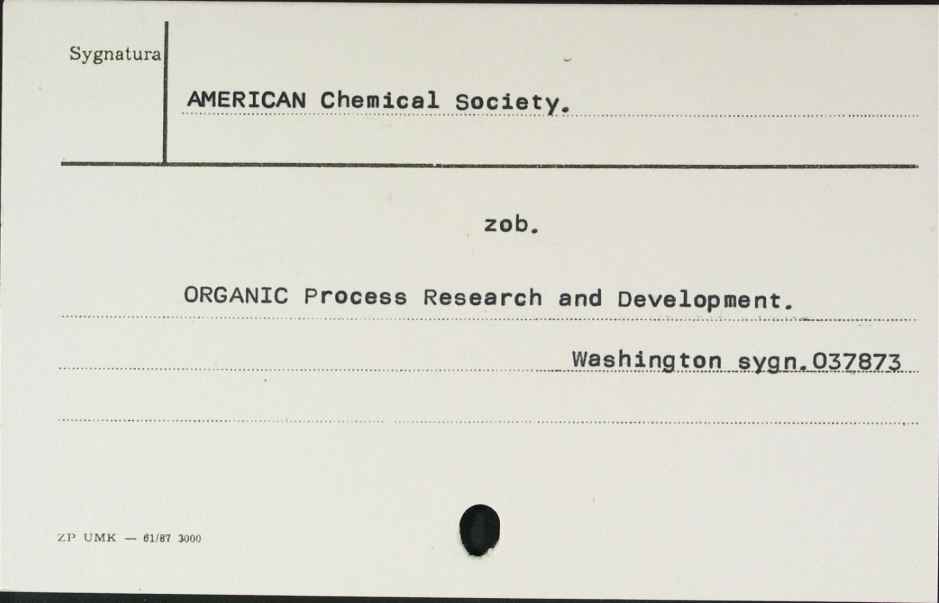 Sygnatura
AMERICAN Chemical Society.
zob.
ORGANIC Process Research and Development.
Washington sygn.037873
ZP UMK — 61/87 3000